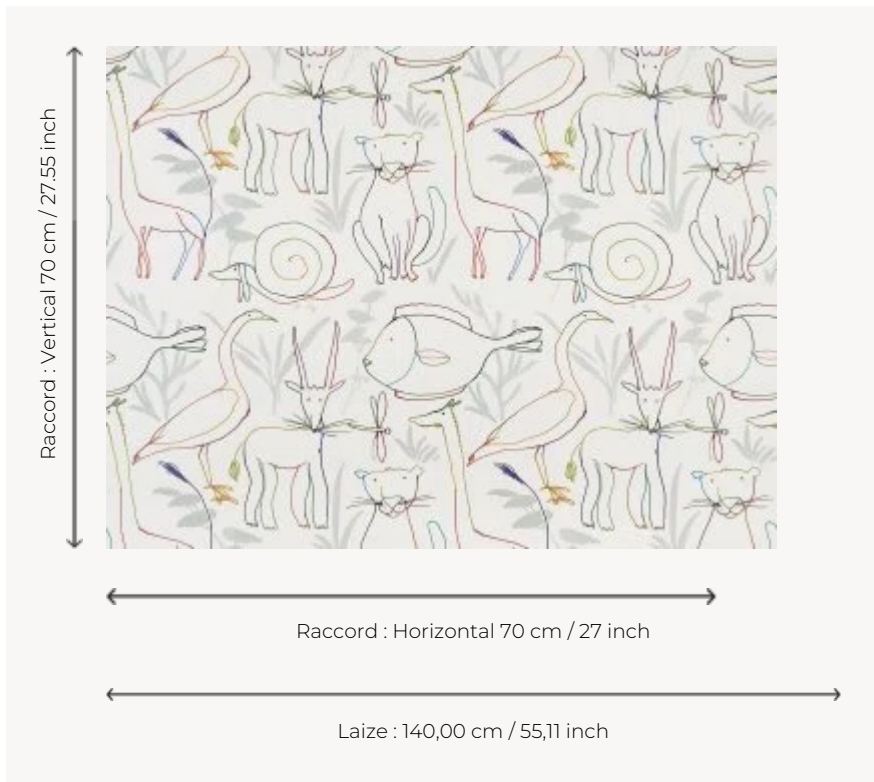 Raccord : Vertical 70 cm / 27.55 inch
Raccord : Horizontal 70 cm / 27 inch
Laize : 140,00 cm / 55,11 inch